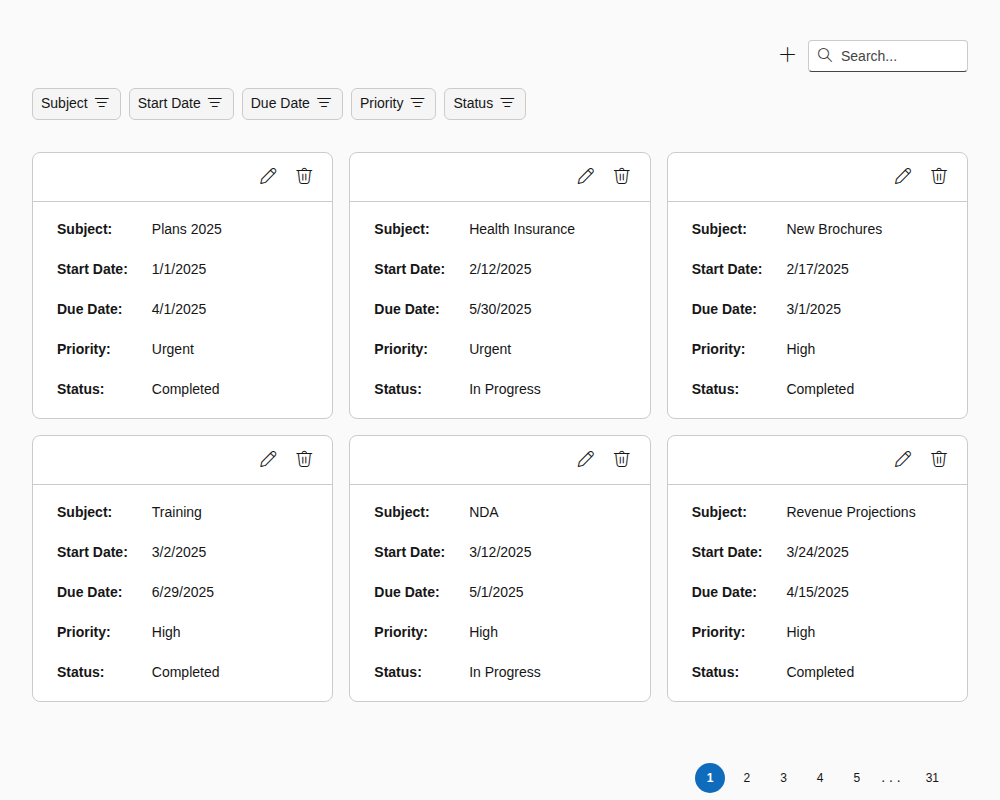 Search...
Subject Start Date Due Date Priority Status
Subject: Plans 2025
Start Date: 1/1/2025
Due Date: 4/1/2025
Priority: Urgent
Status: Completed
Subject: Health Insurance
Start Date: 2/12/2025
Due Date: 5/30/2025
Priority: Urgent
Status: In Progress
Subject: New Brochures
Start Date: 2/17/2025
Due Date: 3/1/2025
Priority: High
Status: Completed
Subject: Training
Start Date: 3/2/2025
Due Date: 6/29/2025
Priority: High
Status: Completed
Subject: NDA
Start Date: 3/12/2025
Due Date: 5/1/2025
Priority: High
Status: In Progress
Subject: Revenue Projections
Start Date: 3/24/2025
Due Date: 4/15/2025
Priority: High
Status: Completed
1 2 3 4 5 ... 31